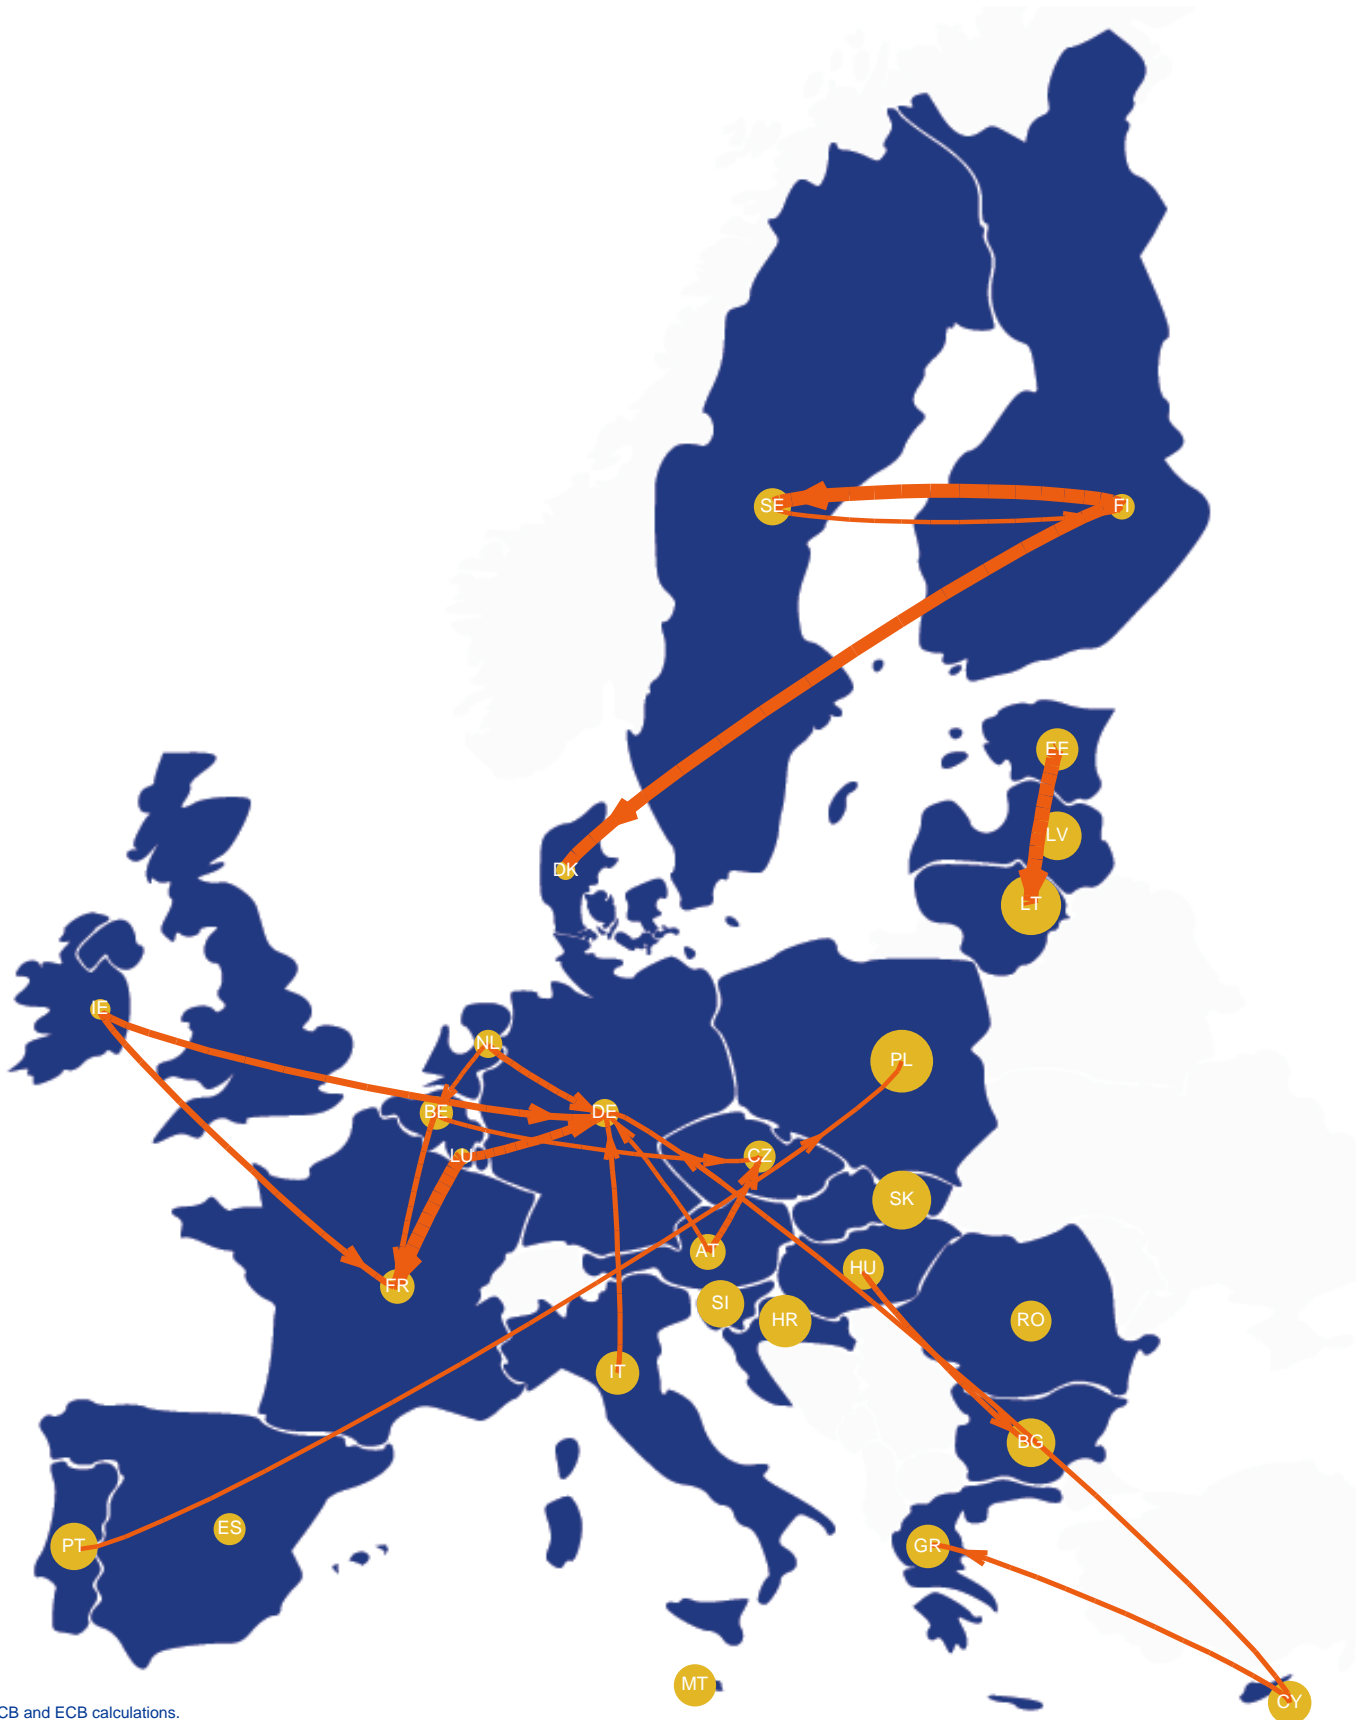 SE
FI
EE
LV
DK
LT
IE
NL
PL
BE
DE
LU
CZ
SK
AT
HU
FR
SI
HR
RO
IT
BG
ES
PT
GR
MT
CY
CB and ECB calculations.